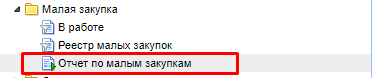 Малая закупка
В работе
Реестр малых закупок
Отчет по малым закупкам